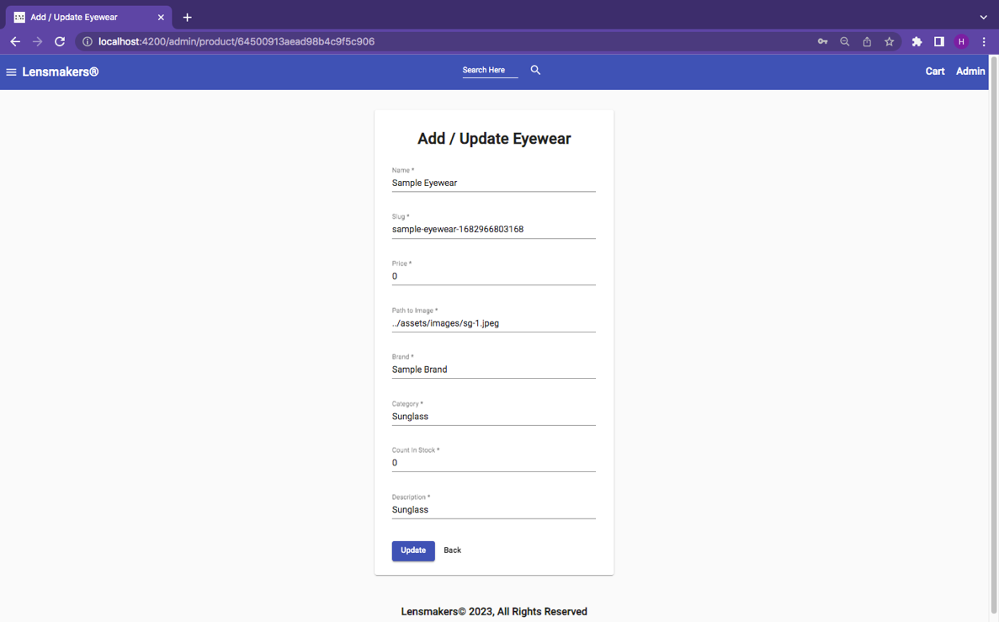 Add / Update Eyewear
localhost:4200/admin/product/64500913aead98b4c9f5c906
H
Lensmakers®
Search Here
Cart
Admin
Add / Update Eyewear
Name *
Sample Eyewear
Slug *
sample-eyewear-1682966803168
Price *
0
Path to Image *
../assets/images/sg-1.jpeg
Brand *
Sample Brand
Category *
Sunglass
Count In Stock *
0
Description *
Sunglass
Update
Back
Lensmakers© 2023, All Rights Reserved